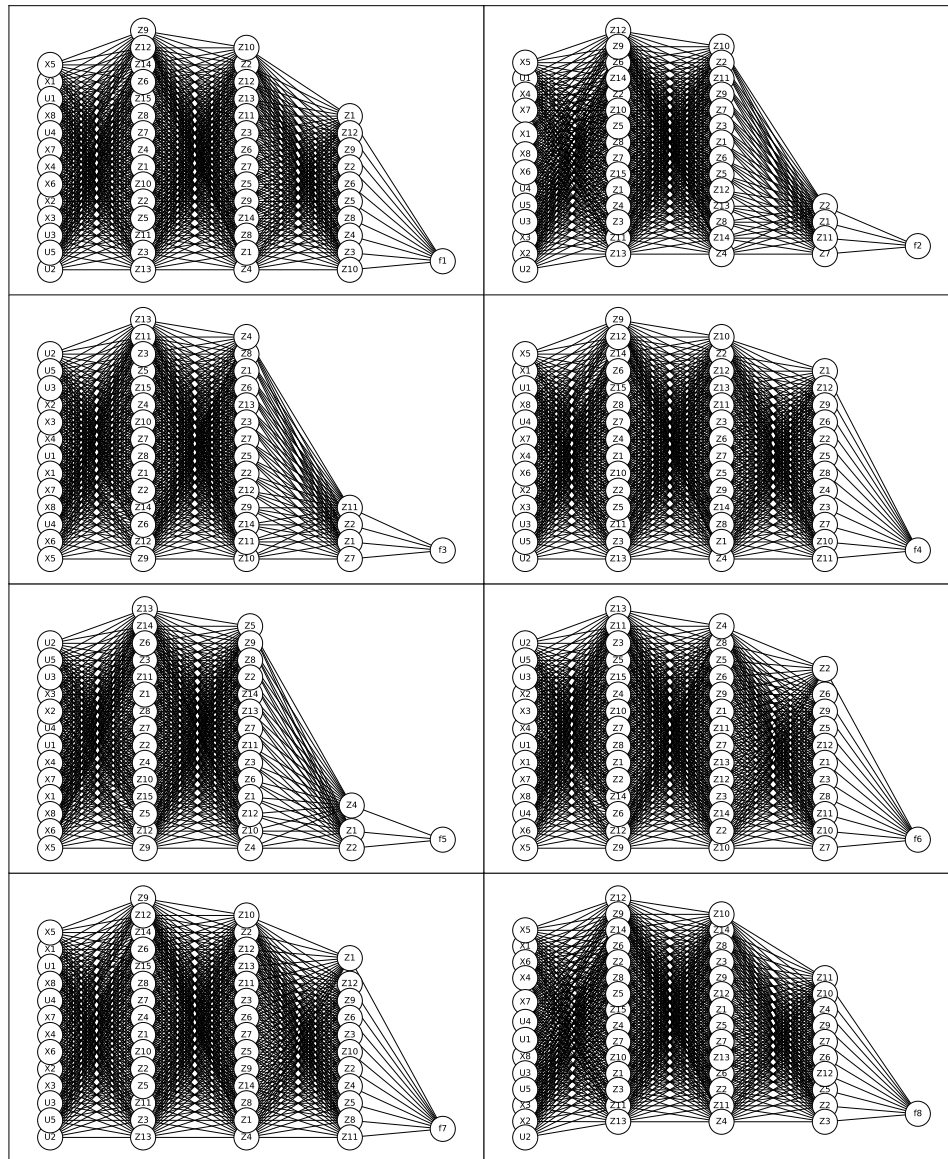 X5 X1 U1 X8 U4 X7 X4 X6 X2 X3 U3 U5 U2
Z9 Z12 Z14 Z6 Z15 Z8 Z7 Z4 Z1 Z10 Z2 Z5 Z11 Z3 Z13
Z10 Z2 Z12 Z13 Z11 Z3 Z6 Z7 Z5 Z9 Z14 Z8 Z1 Z4
Z1 Z12 Z9 Z2 Z6 Z5 Z8 Z4 Z3 Z10
f1
X5 U1 X4 X7 X1 X8 X6 U4 U5 U3 X3 X2 U2
Z12 Z9 Z6 Z14 Z2 Z10 Z5 Z8 Z7 Z15 Z1 Z4 Z3 Z11 Z13
Z10 Z2 Z11 Z9 Z7 Z3 Z1 Z6 Z5 Z12 Z13 Z8 Z14 Z4
Z2 Z1 Z11 Z7
f2
U2 U5 U3 X2 X3 X4 U1 X1 X7 X8 U4 X6 X5
Z13 Z11 Z3 Z5 Z15 Z4 Z10 Z7 Z8 Z1 Z2 Z14 Z6 Z12 Z9
Z4 Z8 Z1 Z6 Z13 Z3 Z7 Z5 Z2 Z12 Z9 Z14 Z11 Z10
Z11 Z2 Z1 Z7
f3
X5 X1 U1 X8 U4 X7 X4 X6 X2 X3 U3 U5 U2
Z9 Z12 Z14 Z6 Z15 Z8 Z7 Z4 Z1 Z10 Z2 Z5 Z11 Z3 Z13
Z10 Z2 Z12 Z13 Z11 Z3 Z6 Z7 Z5 Z9 Z14 Z8 Z1 Z4
Z1 Z12 Z9 Z6 Z2 Z5 Z8 Z4 Z3 Z7 Z10 Z11
f4
U2 U5 U3 X3 X2 U4 U1 X4 X7 X1 X8 X6 X5
Z13 Z14 Z6 Z3 Z11 Z1 Z8 Z7 Z2 Z4 Z10 Z15 Z5 Z12 Z9
Z5 Z9 Z8 Z2 Z14 Z13 Z7 Z11 Z3 Z6 Z1 Z12 Z10 Z4
Z4 Z1 Z2
f5
U2 U5 U3 X2 X3 X4 U1 X1 X7 X8 U4 X6 X5
Z13 Z11 Z3 Z5 Z15 Z4 Z10 Z7 Z8 Z1 Z2 Z14 Z6 Z12 Z9
Z4 Z8 Z5 Z6 Z9 Z1 Z11 Z7 Z13 Z12 Z3 Z14 Z2 Z10
Z2 Z6 Z9 Z5 Z12 Z1 Z3 Z8 Z11 Z10 Z7
f6
X5 X1 U1 X8 U4 X7 X4 X6 X2 X3 U3 U5 U2
Z9 Z12 Z14 Z6 Z15 Z8 Z7 Z4 Z1 Z10 Z2 Z5 Z11 Z3 Z13
Z10 Z2 Z12 Z13 Z11 Z3 Z6 Z7 Z5 Z9 Z14 Z8 Z1 Z4
Z1 Z12 Z9 Z6 Z3 Z10 Z2 Z4 Z5 Z8 Z11
f7
X5 X1 X6 X4 X7 U4 U1 X8 U3 U5 X3 X2 U2
Z12 Z9 Z14 Z6 Z2 Z8 Z5 Z15 Z4 Z7 Z10 Z1 Z3 Z11 Z13
Z10 Z14 Z8 Z3 Z9 Z12 Z1 Z5 Z7 Z13 Z6 Z2 Z11 Z4
Z11 Z10 Z4 Z9 Z7 Z6 Z12 Z5 Z2 Z3
f8